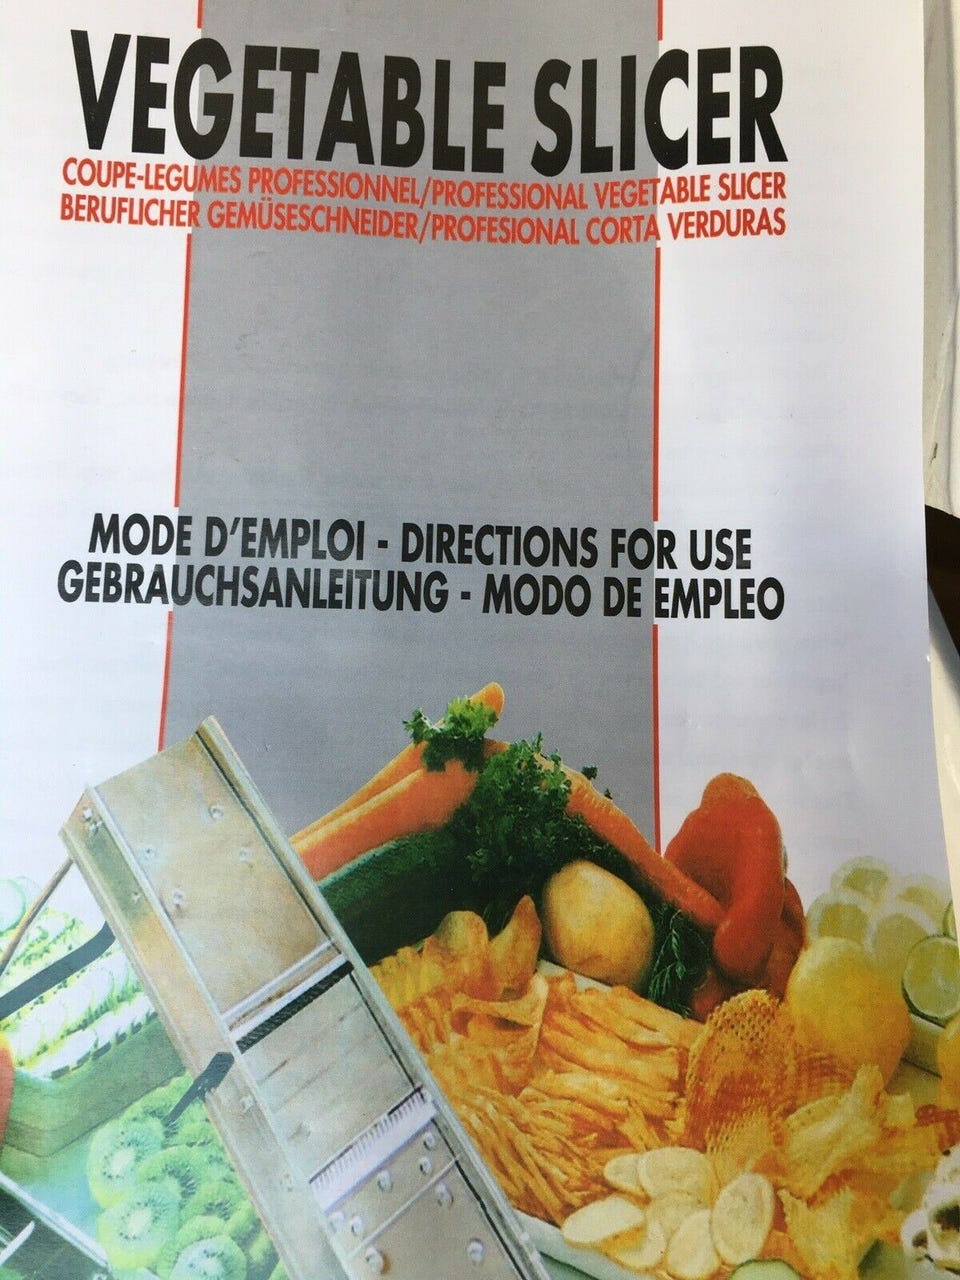 VEGETABLE SLICER
COUPE-LEGUMES PROFESSIONNEL/PROFESSIONAL VEGETABLE SLICER
BERUFLICHER GEMÜSESCHNEIDER/PROFESIONAL CORTA VERDURAS
MODE D'EMPLOI - DIRECTIONS FOR USE
GEBRAUCHSANLEITUNG - MODO DE EMPLEO